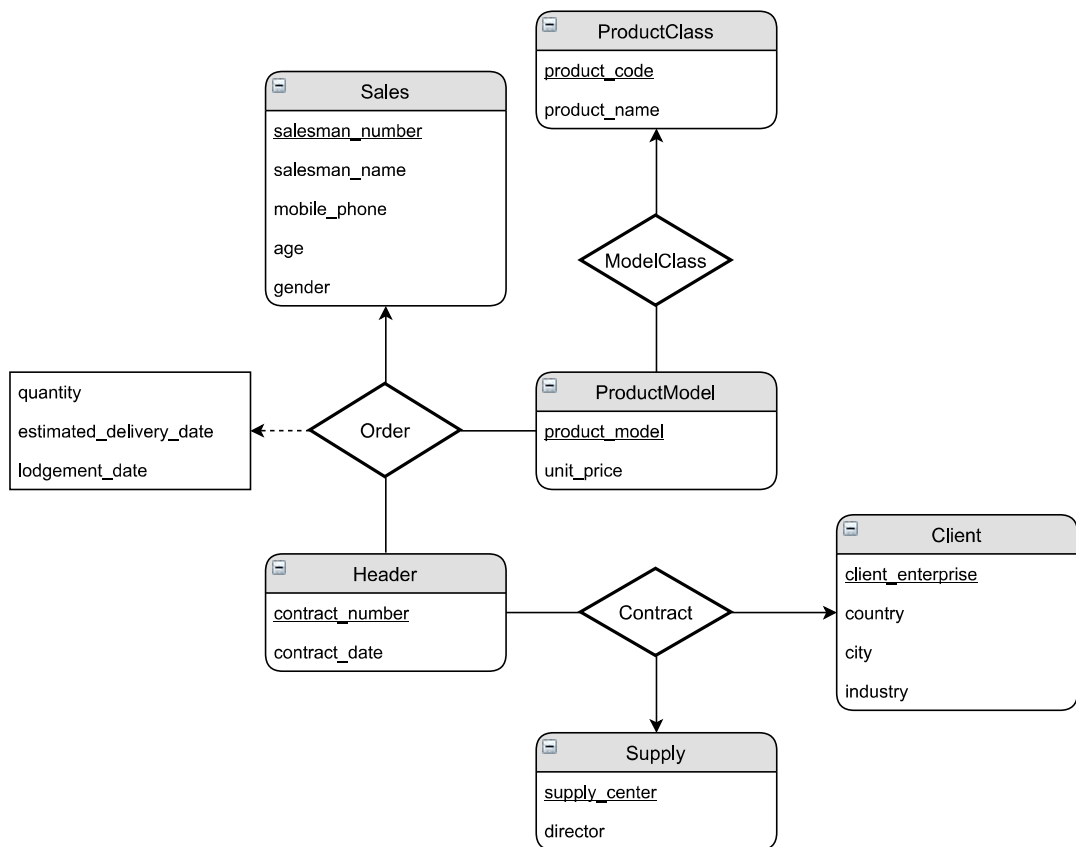 ProductClass
product_code
product_name
Sales
salesman_number
salesman_name
mobile_phone
age
gender
ModelClass
quantity
estimated_delivery_date
lodgement_date
Order
ProductModel
product_model
unit_price
Header
contract_number
contract_date
Contract
Client
client_enterprise
country
city
industry
Supply
supply_center
director